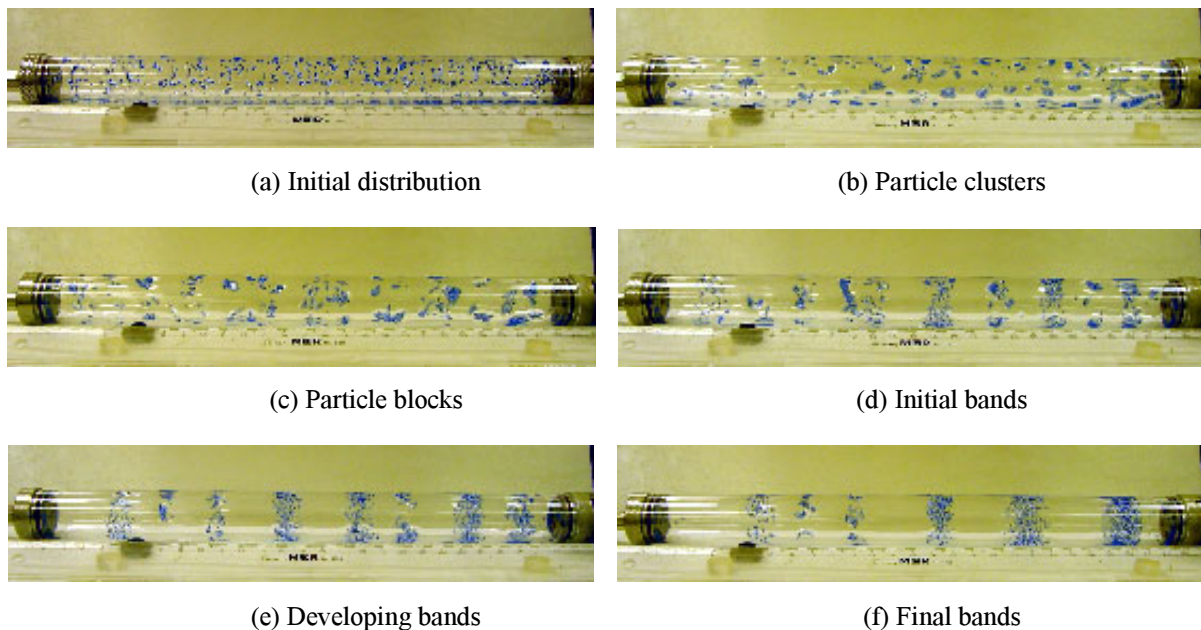 (a) Initial distribution
(b) Particle clusters
(c) Particle blocks
(d) Initial bands
(e) Developing bands
(f) Final bands